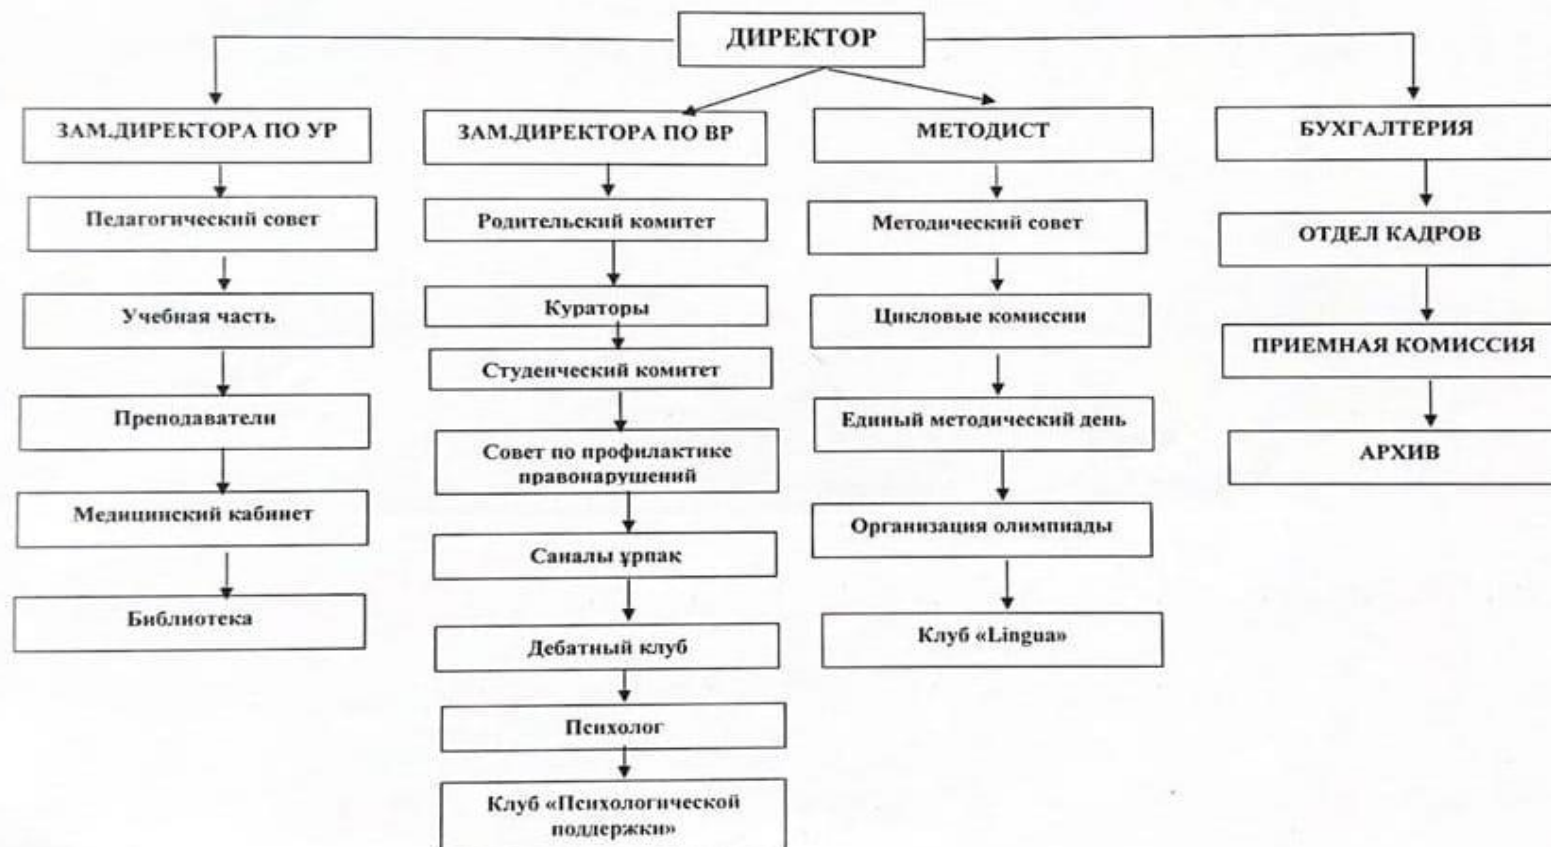 ДИРЕКТОР
ЗАМ.ДИРЕКТОРА ПО УР
Педагогический совет
Учебная часть
Преподаватели
Медицинский кабинет
Библиотека
ЗАМ.ДИРЕКТОРА ПО ВР
Родительский комитет
Кураторы
Студенческий комитет
Совет по профилактике
правонарушений
Саналы ұрпақ
Дебатный клуб
Психолог
Клуб «Психологической
поддержки»
МЕТОДИСТ
Методический совет
Цикловые комиссии
Единый методический день
Организация олимпиады
Клуб «Lingua»
БУХГАЛТЕРИЯ
ОТДЕЛ КАДРОВ
ПРИЕМНАЯ КОМИССИЯ
АРХИВ